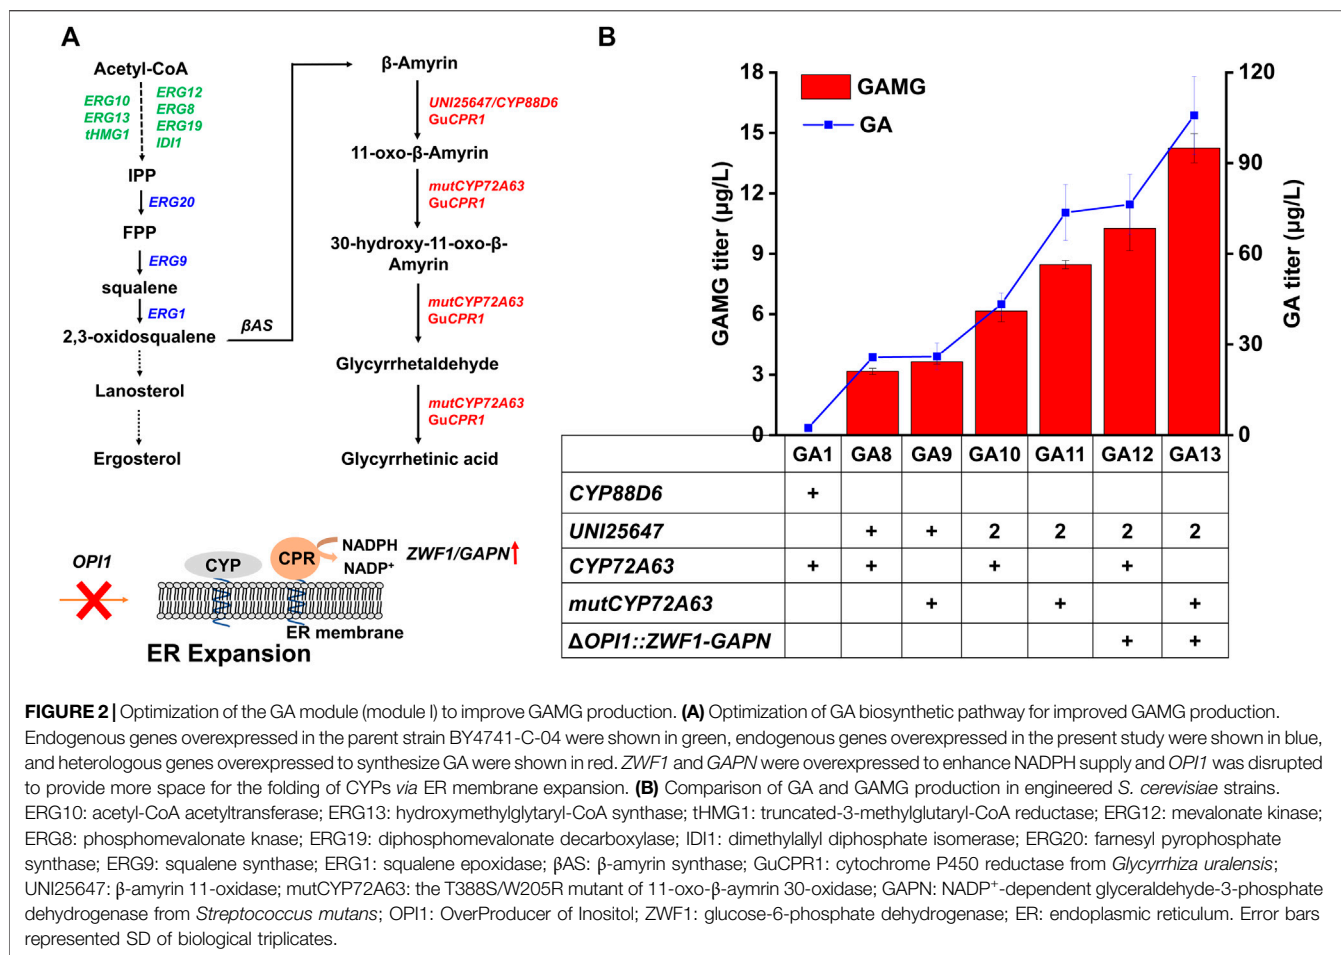 A
Acetyl-CoA
ERG10
ERG13
tHMG1
ERG12
ERG8
ERG19
IDI1
IPP
ERG20
FPP
ERG9
squalene
ERG1
2,3-oxidosqualene
βAS
Lanosterol
Ergosterol
β-Amyrin
UNI25647/CYP88D6
GuCPR1
11-oxo-β-Amyrin
mutCYP72A63
GuCPR1
30-hydroxy-11-oxo-β-
Amyrin
mutCYP72A63
GuCPR1
Glycyrrhetaldehyde
mutCYP72A63
GuCPR1
Glycyrrhetinic acid
OPI1
CYP
CPR
NADPH
NADP+
ZWF1/GAPN
ER membrane
ER Expansion
B
GAMG titer (µg/L)
18
15
12
9
6
3
0
GAMG
GA
120
90
60
30
0
GA titer (µg/L)
GA1 GA8 GA9 GA10 GA11 GA12 GA13
CYP88D6 +
UNI25647 + + 2 2 2 2
CYP72A63 + + + +
mutCYP72A63 + + +
ΔOPI1::ZWF1-GAPN + +
FIGURE 2 | Optimization of the GA module (module I) to improve GAMG production. (A) Optimization of GA biosynthetic pathway for improved GAMG production.
Endogenous genes overexpressed in the parent strain BY4741-C-04 were shown in green, endogenous genes overexpressed in the present study were shown in blue,
and heterologous genes overexpressed to synthesize GA were shown in red. ZWF1 and GAPN were overexpressed to enhance NADPH supply and OPI1 was disrupted
to provide more space for the folding of CYPs via ER membrane expansion. (B) Comparison of GA and GAMG production in engineered S. cerevisiae strains.
ERG10: acetyl-CoA acetyltransferase; ERG13: hydroxymethylglytaryl-CoA synthase; tHMG1: truncated-3-methylglutaryl-CoA reductase; ERG12: mevalonate kinase;
ERG8: phosphomevalonate knase; ERG19: diphosphomevalonate decarboxylase; IDI1: dimethylallyl diphosphate isomerase; ERG20: farnesyl pyrophosphate
synthase; ERG9: squalene synthase; ERG1: squalene epoxidase; βAS: β-amyrin synthase; GuCPR1: cytochrome P450 reductase from Glycyrrhiza uralensis;
UNI25647: β-amyrin 11-oxidase; mutCYP72A63: the T388S/W205R mutant of 11-oxo-β-aymrin 30-oxidase; GAPN: NADP+-dependent glyceraldehyde-3-phosphate
dehydrogenase from Streptococcus mutans; OPI1: OverProducer of Inositol; ZWF1: glucose-6-phosphate dehydrogenase; ER: endoplasmic reticulum. Error bars
represented SD of biological triplicates.